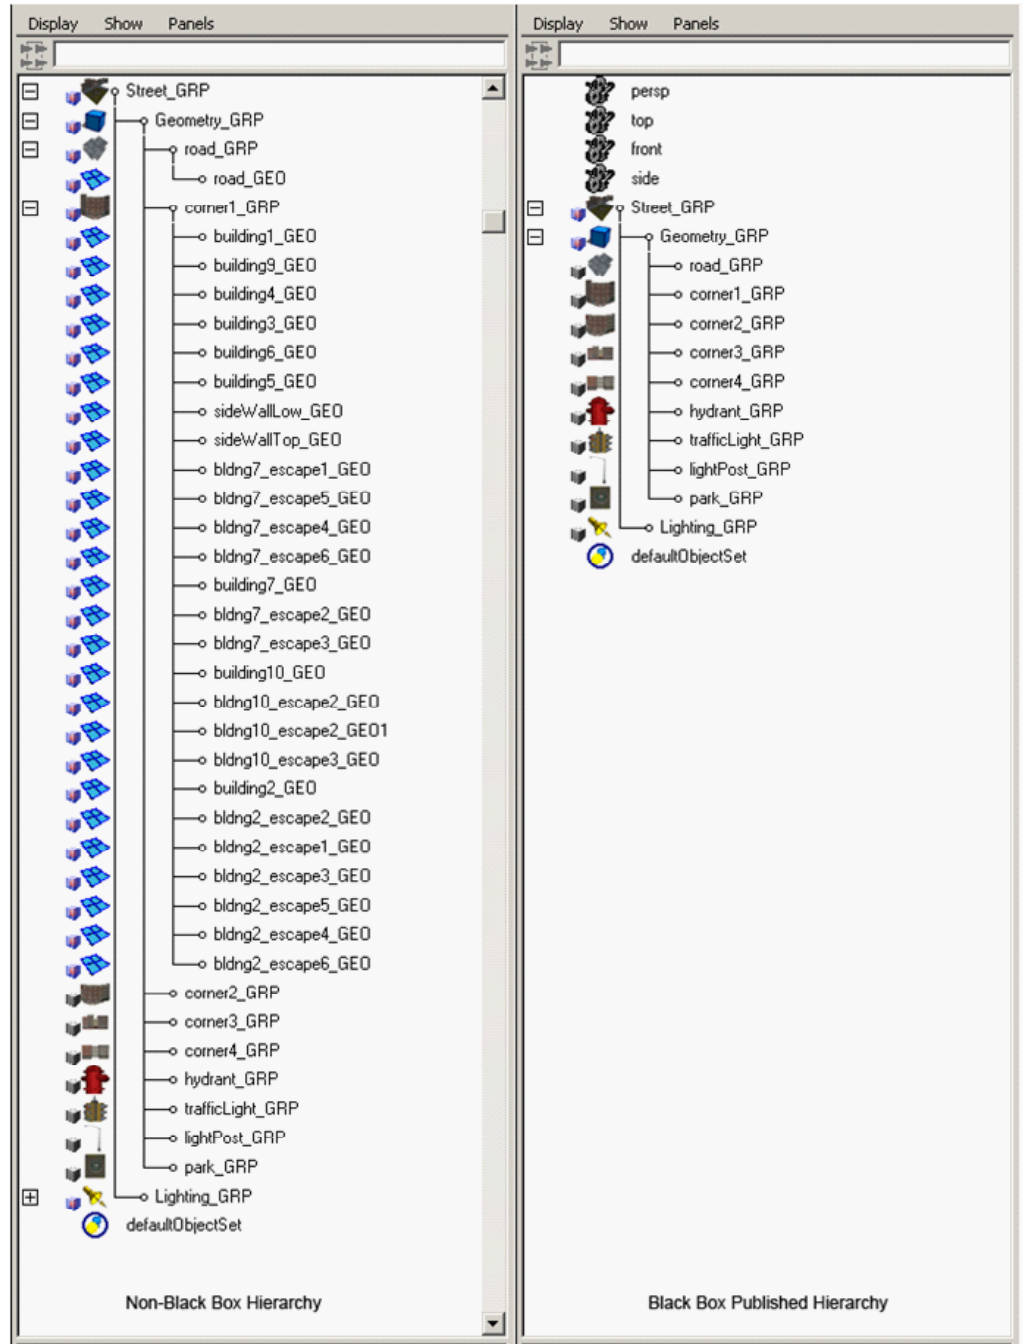 Display Show Panels
Street_GRP
Geometry_GRP
road_GRP
road_GEO
corner1_GRP
building1_GEO
building9_GEO
building4_GEO
building3_GEO
building6_GEO
building5_GEO
sideWallLow_GEO
sideWallTop_GEO
bldng7_escape1_GEO
bldng7_escape5_GEO
bldng7_escape4_GEO
bldng7_escape6_GEO
building7_GEO
bldng7_escape2_GEO
bldng7_escape3_GEO
building10_GEO
bldng10_escape2_GEO
bldng10_escape2_GEO1
bldng10_escape3_GEO
building2_GEO
bldng2_escape2_GEO
bldng2_escape1_GEO
bldng2_escape3_GEO
bldng2_escape5_GEO
bldng2_escape4_GEO
bldng2_escape6_GEO
corner2_GRP
corner3_GRP
corner4_GRP
hydrant_GRP
trafficLight_GRP
lightPost_GRP
park_GRP
Lighting_GRP
defaultObjectSet
Non-Black Box Hierarchy
Display Show Panels
persp
top
front
side
Street_GRP
Geometry_GRP
road_GRP
corner1_GRP
corner2_GRP
corner3_GRP
corner4_GRP
hydrant_GRP
trafficLight_GRP
lightPost_GRP
park_GRP
Lighting_GRP
defaultObjectSet
Black Box Published Hierarchy